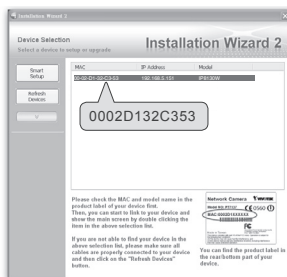 Installation Wizard 2
Device Selection
Select a device to setup or upgrade
Installation Wizard 2
Smart
Setup
Refresh
Devices
MAC IP Address Model
00-02-D1-32-C3-53 192.168.5.151 IP8130W
0002D132C353
Please check the MAC and model name in the
product label of your device first.
Then, you can start to link to your device and
show the main screen by double clicking the
item in the above selection list.
If you are not able to find your device in the
above selection list, please make sure all
cables are properly connected to your device
and then click on the "Refresh Devices"
button.
Network Camera VIVOTEK
CE 0560
MAC:0002D1XXXXXX
FC
You can find the product label in
the rear/bottom part of your
device.